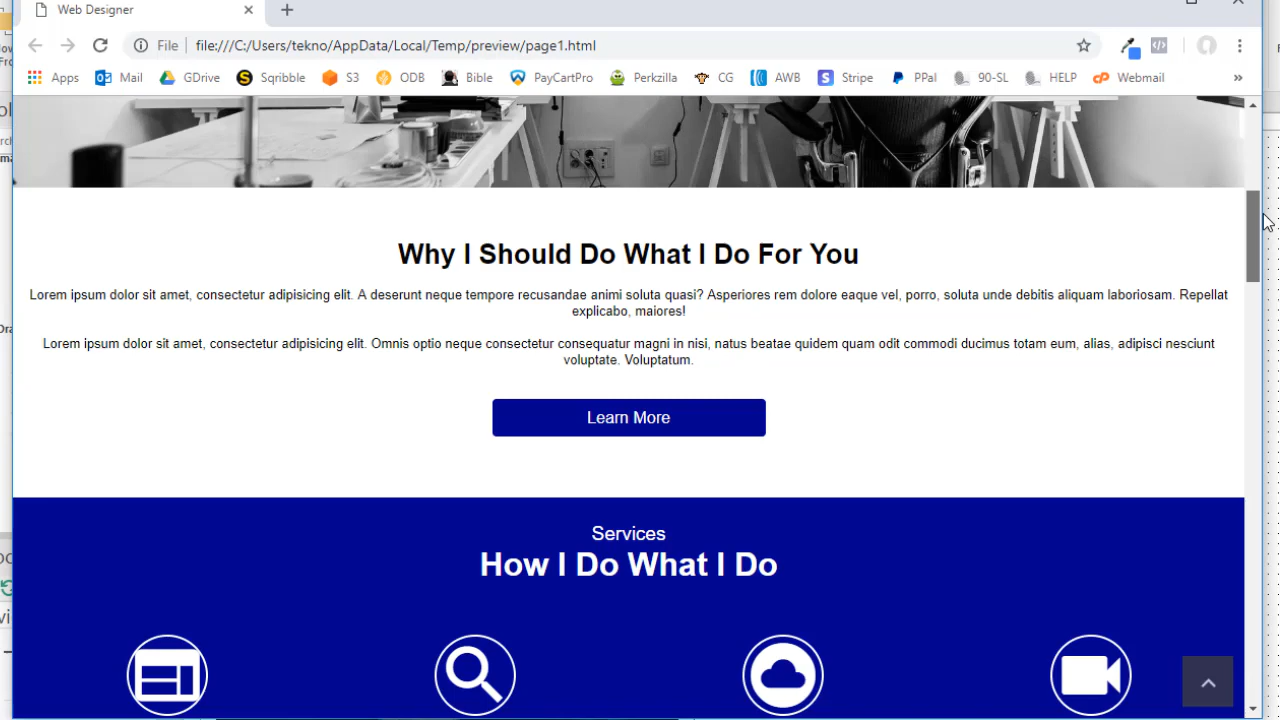 Web Designer
File file:///C:/Users/tekno/AppData/Local/Temp/preview/page1.html
Apps Mail GDrive Sqribble S3 ODB Bible PayCartPro Perkzilla CG AWB Stripe PPal 90-SL HELP Webmail »
Why I Should Do What I Do For You
Lorem ipsum dolor sit amet, consectetur adipisicing elit. A deserunt neque tempore recusandae animi soluta quasi? Asperiores rem dolore eaque vel, porro, soluta unde debitis aliquam laboriosam. Repellat
explicabo, maiores!
Lorem ipsum dolor sit amet, consectetur adipisicing elit. Omnis optio neque consectetur consequatur magni in nisi, natus beatae quidem quam odit commodi ducimus totam eum, alias, adipisci nesciunt
voluptate. Voluptatum.
Learn More
Services
How I Do What I Do